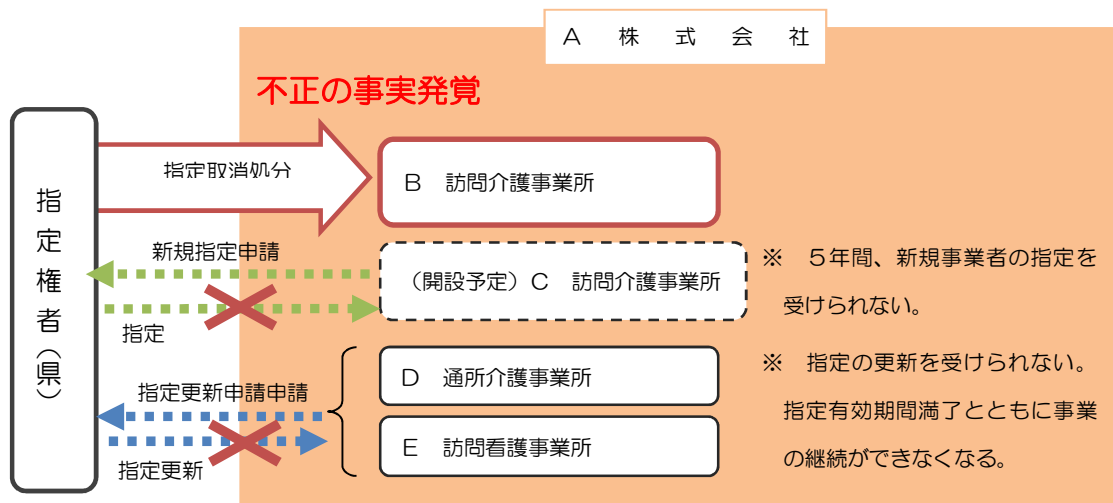 A 株式会社
不正の事実発覚
指定権者（県）
指定取消処分
B 訪問介護事業所
新規指定申請
（開設予定）C 訪問介護事業所
指定
※ 5年間、新規事業者の指定を
受けられない。
D 通所介護事業所
指定更新申請申請
E 訪問看護事業所
指定更新
※ 指定の更新を受けられない。
指定有効期間満了とともに事業
の継続ができなくなる。